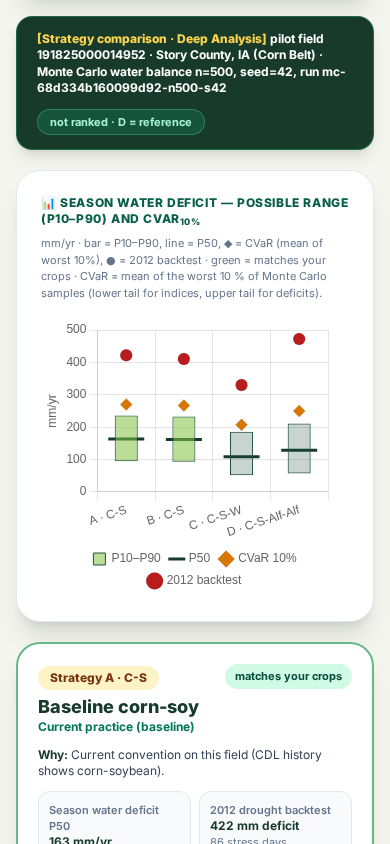 [Strategy comparison · Deep Analysis] pilot field
191825000014952 · Story County, IA (Corn Belt) ·
Monte Carlo water balance n=500, seed=42, run mc-
68d334b160099d92-n500-s42
not ranked · D = reference
📊 SEASON WATER DEFICIT — POSSIBLE RANGE
(P10–P90) AND CVAR10%
mm/yr · bar = P10–P90, line = P50, ◆ = CVaR (mean of
worst 10%), ● = 2012 backtest · green = matches your
crops · CVaR = mean of the worst 10 % of Monte Carlo
samples (lower tail for indices, upper tail for deficits).
500
400
300
200
100
0
mm/yr
A · C-S
B · C-S
C · C-S-W
D · C-S-Alf-Alf
P10–P90
P50
CVaR 10%
2012 backtest
Strategy A · C-S
matches your crops
Baseline corn-soy
Current practice (baseline)
Why: Current convention on this field (CDL history
shows corn-soybean).
Season water deficit
P50
163 mm/yr
2012 drought backtest
422 mm deficit
86 stress days